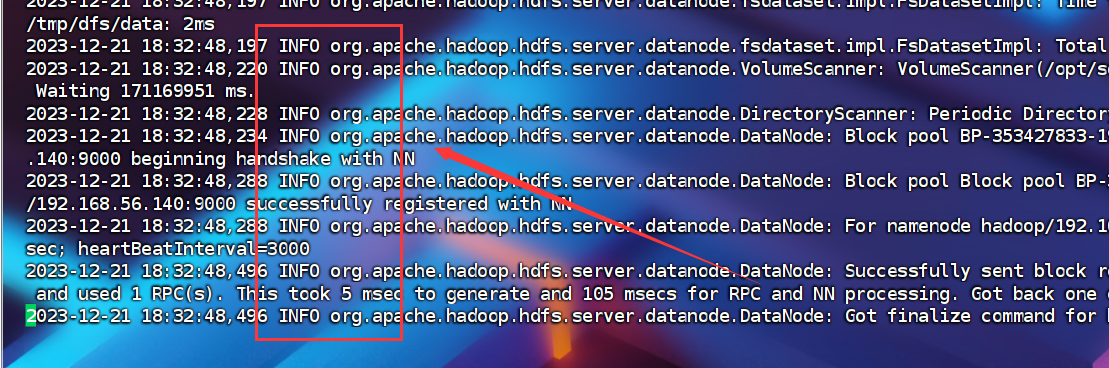 2023-12-21 18:32:48,197 INFO org.apache.hadoop.hdfs.server.datanode.fsdataset.impl.FsDatasetImpl: Time
/tmp/dfs/data: 2ms
2023-12-21 18:32:48,197 INFO org.apache.hadoop.hdfs.server.datanode.fsdataset.impl.FsDatasetImpl: Total
2023-12-21 18:32:48,220 INFO org.apache.hadoop.hdfs.server.datanode.VolumeScanner: VolumeScanner(/opt/so
Waiting 171169951 ms.
2023-12-21 18:32:48,228 INFO org.apache.hadoop.hdfs.server.datanode.DirectoryScanner: Periodic Director
2023-12-21 18:32:48,234 INFO org.apache.hadoop.hdfs.server.datanode.DataNode: Block pool BP-353427833-1
.140:9000 beginning handshake with NN
2023-12-21 18:32:48,288 INFO org.apache.hadoop.hdfs.server.datanode.DataNode: Block pool Block pool BP-
/192.168.56.140:9000 successfully registered with NN
2023-12-21 18:32:48,288 INFO org.apache.hadoop.hdfs.server.datanode.DataNode: For namenode hadoop/192.1
sec; heartBeatInterval=3000
2023-12-21 18:32:48,496 INFO org.apache.hadoop.hdfs.server.datanode.DataNode: Successfully sent block r
and used 1 RPC(s). This took 5 msec to generate and 105 msecs for RPC and NN processing. Got back one
2023-12-21 18:32:48,496 INFO org.apache.hadoop.hdfs.server.datanode.DataNode: Got finalize command for